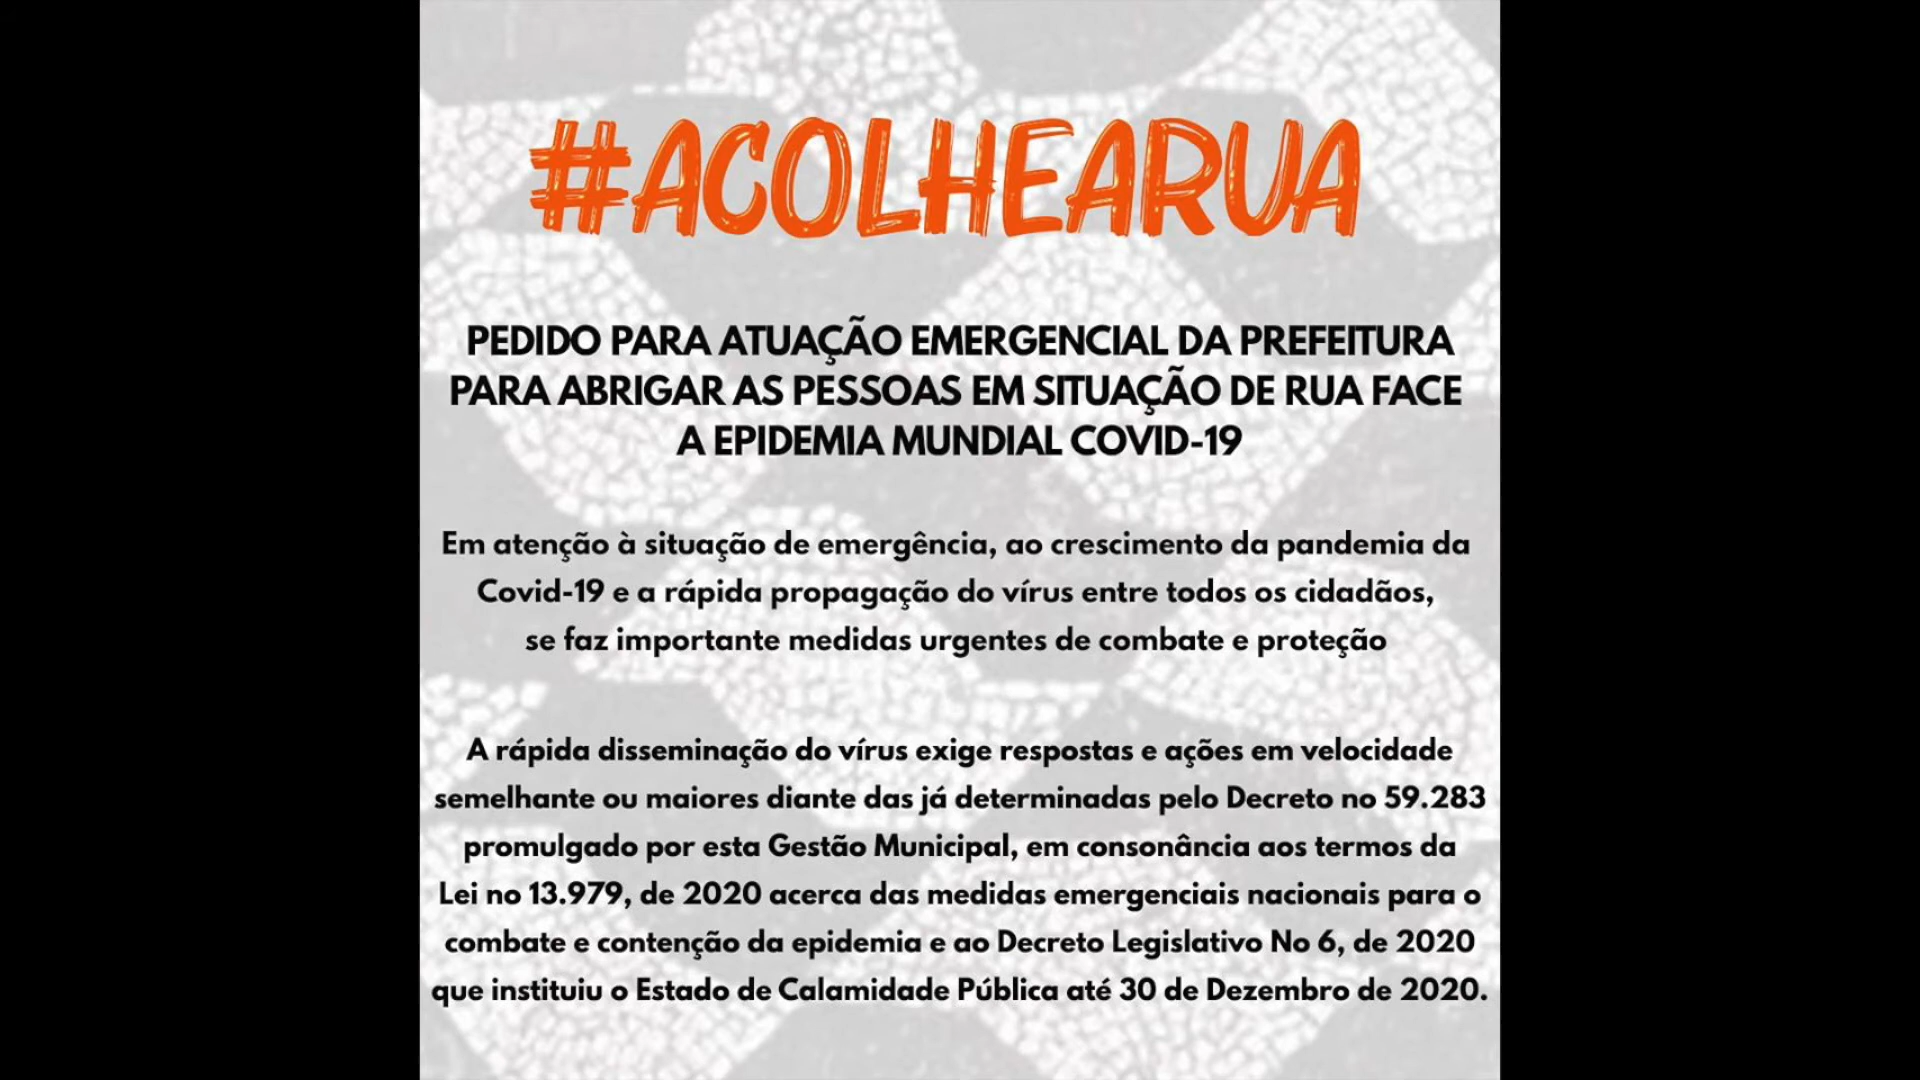 #ACOLHEARUA
PEDIDO PARA ATUAÇÃO EMERGENCIAL DA PREFEITURA
PARA ABRIGAR AS PESSOAS EM SITUAÇÃO DE RUA FACE
A EPIDEMIA MUNDIAL COVID-19
Em atenção à situação de emergência, ao crescimento da pandemia da
Covid-19 e a rápida propagação do vírus entre todos os cidadãos,
se faz importante medidas urgentes de combate e proteção
A rápida disseminação do vírus exige respostas e ações em velocidade
semelhante ou maiores diante das já determinadas pelo Decreto no 59.283
promulgado por esta Gestão Municipal, em consonância aos termos da
Lei no 13.979, de 2020 acerca das medidas emergenciais nacionais para o
combate e contenção da epidemia e ao Decreto Legislativo No 6, de 2020
que instituiu o Estado de Calamidade Pública até 30 de Dezembro de 2020.